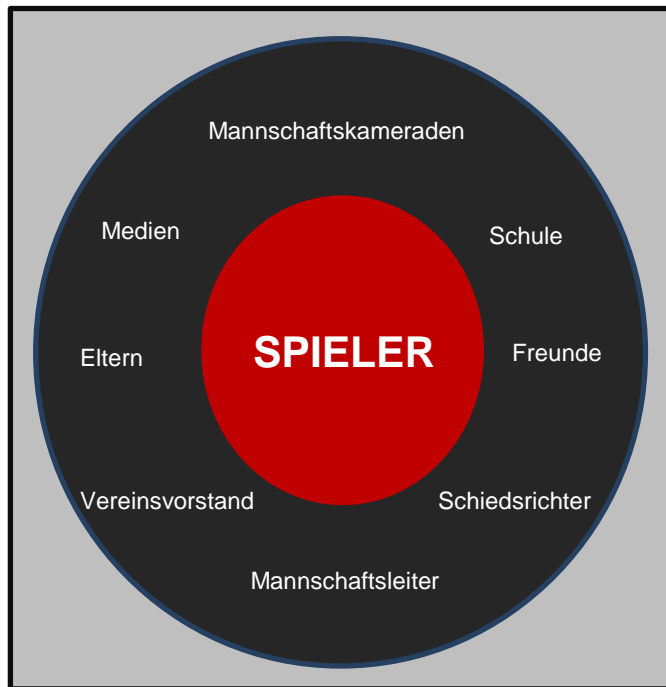 Mannschaftskameraden
Medien
Schule
Eltern
SPIELER
Freunde
Vereinsvorstand
Schiedsrichter
Mannschaftsleiter